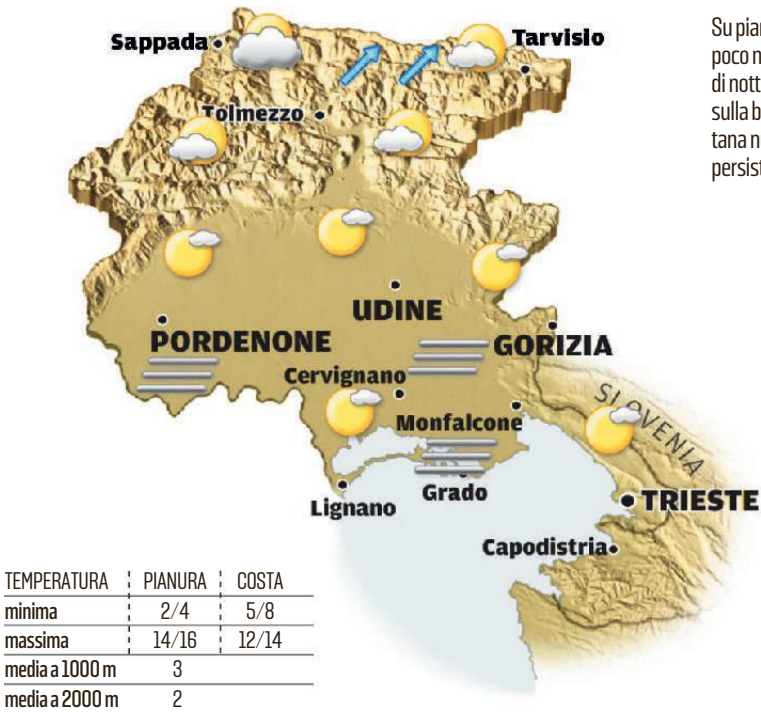 Sappada
Tarvisio
Tolmezzo
UDINE
PORDENONE
GORIZIA
Cervignano
SLOVENIA
Monfalcone
Lignano
Grado
TRIESTE
Capodistria
Su pian
poco n
di nott
sulla b
tana n
persist
TEMPERATURA PIANURA COSTA
minima 2/4 5/8
massima 14/16 12/14
media a 1000 m 3
media a 2000 m 2